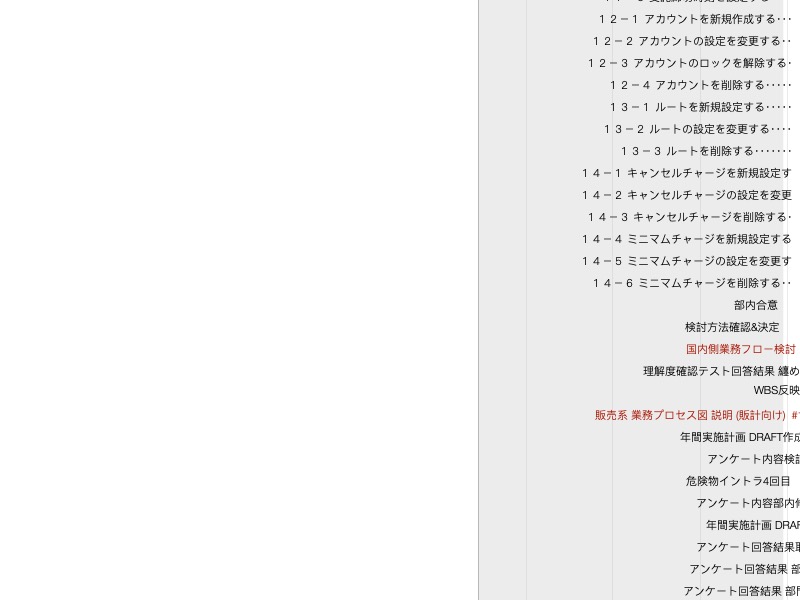 １２－１ アカウントを新規作成する･･･
１２－２ アカウントの設定を変更する･･
１２－３ アカウントのロックを解除する･
１２－４ アカウントを削除する･････
１３－１ ルートを新規設定する･････
１３－２ ルートの設定を変更する････
１３－３ ルートを削除する･･･････
１４－１ キャンセルチャージを新規設定す
１４－２ キャンセルチャージの設定を変更
１４－３ キャンセルチャージを削除する･
１４－４ ミニマムチャージを新規設定する
１４－５ ミニマムチャージの設定を変更す
１４－６ ミニマムチャージを削除する･･
部内合意
検討方法確認&決定
国内側業務フロー検討
理解度確認テスト回答結果 纏め
WBS反映
販売系 業務プロセス図 説明 (販計向け) #
年間実施計画 DRAFT作成
アンケート内容検討
危険物イントラ4回目
アンケート内容部内
年間実施計画 DRAF
アンケート回答結果
アンケート回答結果 部
アンケート回答結果 部